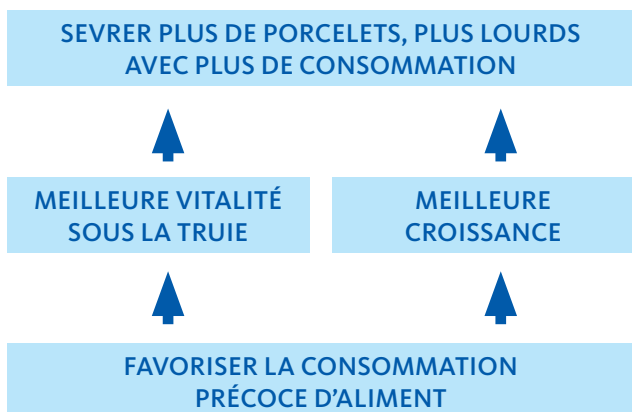 SEVRER PLUS DE PORCELETS, PLUS LOURDS
AVEC PLUS DE CONSOMMATION
MEILLEURE VITALITÉ
SOUS LA TRUIE
MEILLEURE
CROISSANCE
FAVORISER LA CONSOMMATION
PRÉCOCE D'ALIMENT